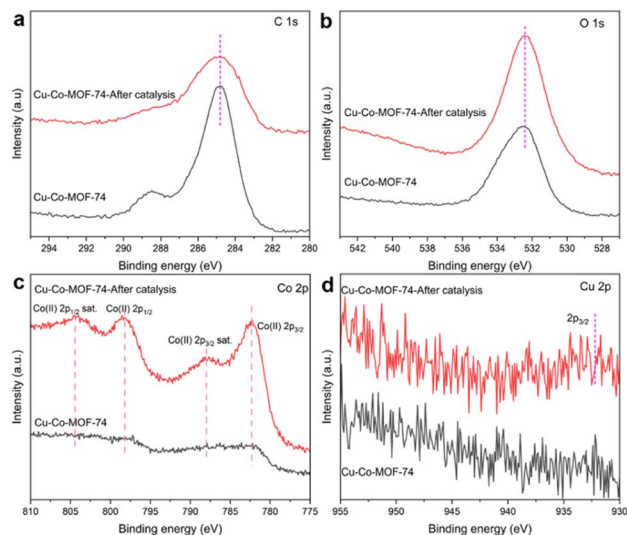 a
C 1s
Cu-Co-MOF-74-After catalysis
Cu-Co-MOF-74
Intensity (a.u)
294 292 290 288 286 284 282 280
Binding energy (eV)
b
O 1s
Cu-Co-MOF-74-After catalysis
Cu-Co-MOF-74
Intensity (a.u)
542 540 538 536 534 532 530 528
Binding energy (eV)
c
Co 2p
Cu-Co-MOF-74-After catalysis
Co(II) 2p1/2 sat. Co(II) 2p1/2
Co(II) 2p3/2 sat. Co(II) 2p3/2
Cu-Co-MOF-74
Intensity (a.u)
810 805 800 795 790 785 780 775
Binding energy (eV)
d
Cu 2p
Cu-Co-MOF-74-After catalysis
2p3/2
Cu-Co-MOF-74
Intensity (a.u)
955 950 945 940 935 930
Binding energy (eV)